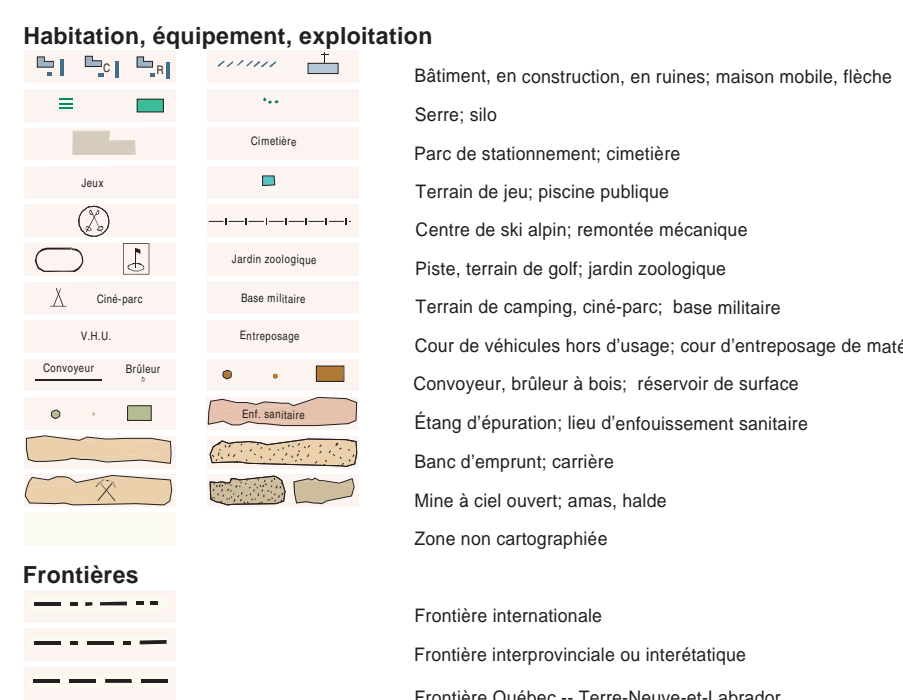 Habitation, équipement, exploitation
C R Bâtiment, en construction, en ruines; maison mobile, flèche
Serre; silo
Cimetière Parc de stationnement; cimetière
Jeux Terrain de jeu; piscine publique
Centre de ski alpin; remontée mécanique
Jardin zoologique Piste, terrain de golf; jardin zoologique
Ciné-parc Base militaire Terrain de camping, ciné-parc; base militaire
V.H.U. Entreposage Cour de véhicules hors d'usage; cour d'entreposage de maté
Convoyeur Brûleur Convoyeur, brûleur à bois; réservoir de surface
Enf. sanitaire Étang d'épuration; lieu d'enfouissement sanitaire
Banc d'emprunt; carrière
Mine à ciel ouvert; amas, halde
Zone non cartographiée
Frontières
Frontière internationale
Frontière interprovinciale ou interétatique
Frontière Québec -- Terre-Neuve-et-Labrador